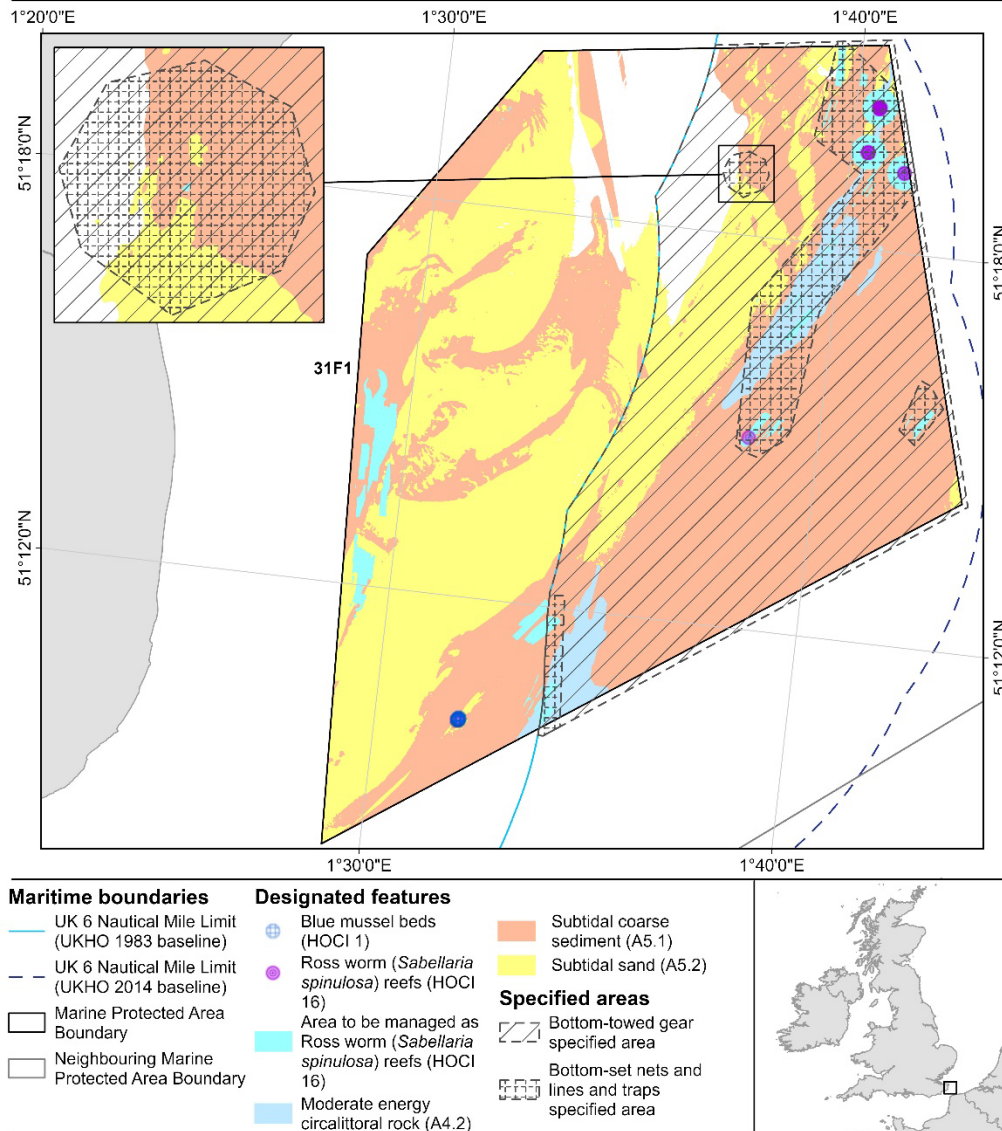 1°20'0"E
1°30'0"E
1°40'0"E
51°18'0"N
51°18'0"N
31F1
51°12'0"N
51°12'0"N
1°30'0"E
1°40'0"E
Maritime boundaries
UK 6 Nautical Mile Limit
(UKHO 1983 baseline)
UK 6 Nautical Mile Limit
(UKHO 2014 baseline)
Marine Protected Area
Boundary
Neighbouring Marine
Protected Area Boundary
Designated features
Blue mussel beds
(HOCI 1)
Ross worm (Sabellaria
spinulosa) reefs (HOCI
16)
Area to be managed as
Ross worm (Sabellaria
spinulosa) reefs (HOCI
16)
Moderate energy
circalittoral rock (A4.2)
Subtidal coarse
sediment (A5.1)
Subtidal sand (A5.2)
Specified areas
Bottom-towed gear
specified area
Bottom-set nets and
lines and traps
specified area